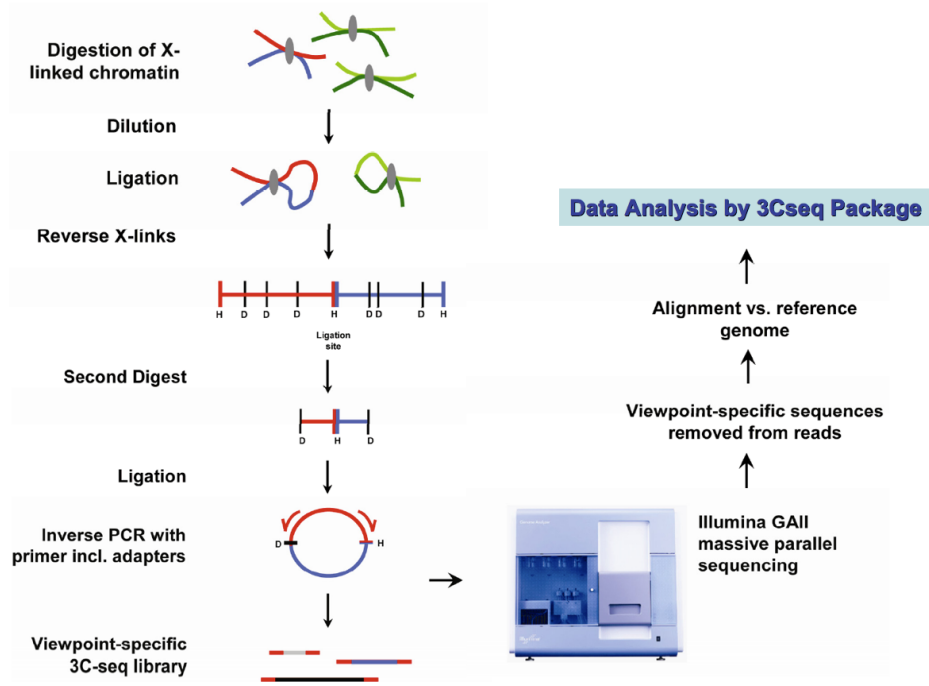 Digestion of X-
linked chromatin
Dilution
Ligation
Reverse X-links
H D D D H D D D H
Ligation
site
Second Digest
D H D
Ligation
Inverse PCR with
primer incl. adapters
D H
Viewpoint-specific
3C-seq library
Data Analysis by 3Cseq Package
Alignment vs. reference
genome
Viewpoint-specific sequences
removed from reads
Illumina GAII
massive parallel
sequencing